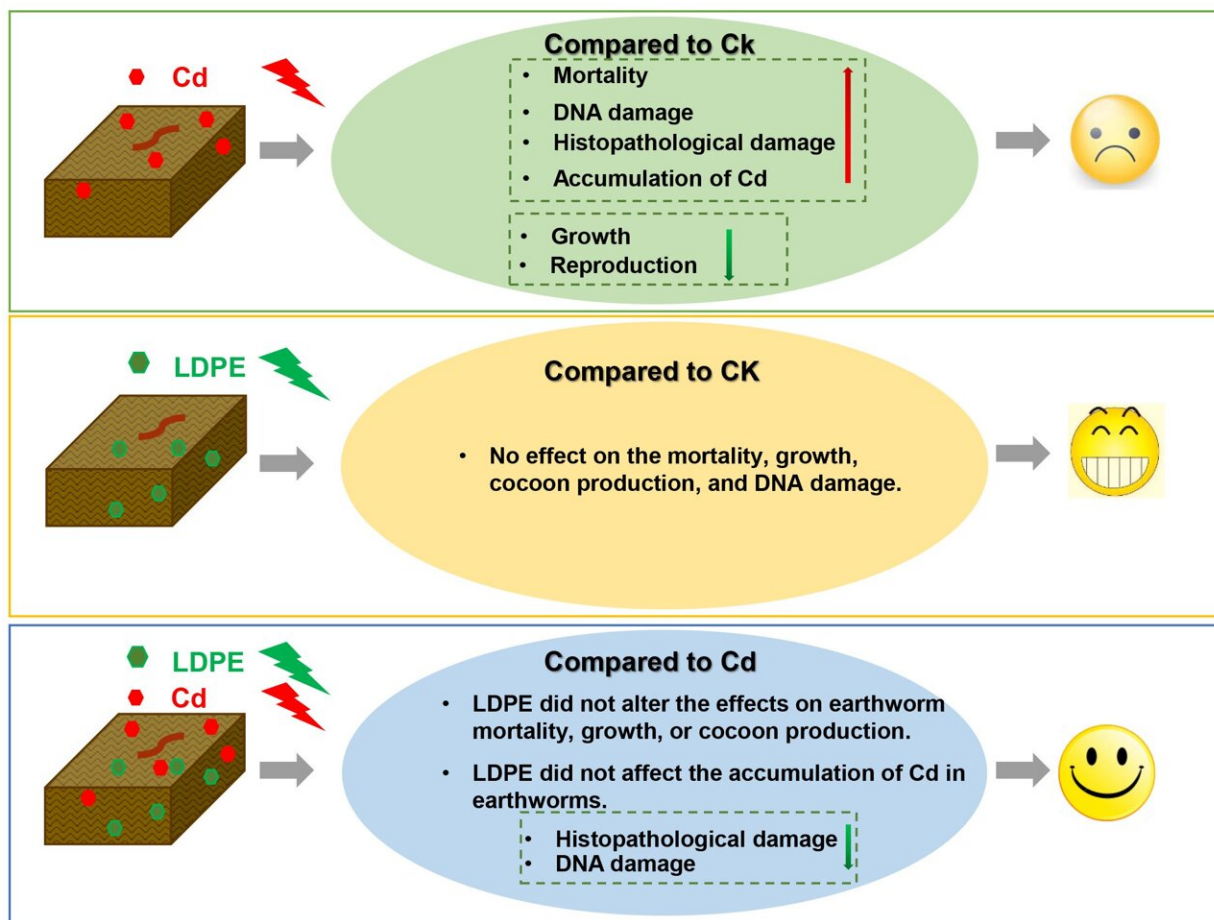 Cd
Compared to Ck
• Mortality
• DNA damage
• Histopathological damage
• Accumulation of Cd
• Growth
• Reproduction
LDPE
Compared to CK
• No effect on the mortality, growth,
cocoon production, and DNA damage.
LDPE
Cd
Compared to Cd
• LDPE did not alter the effects on earthworm
mortality, growth, or cocoon production.
• LDPE did not affect the accumulation of Cd in
earthworms.
• Histopathological damage
• DNA damage